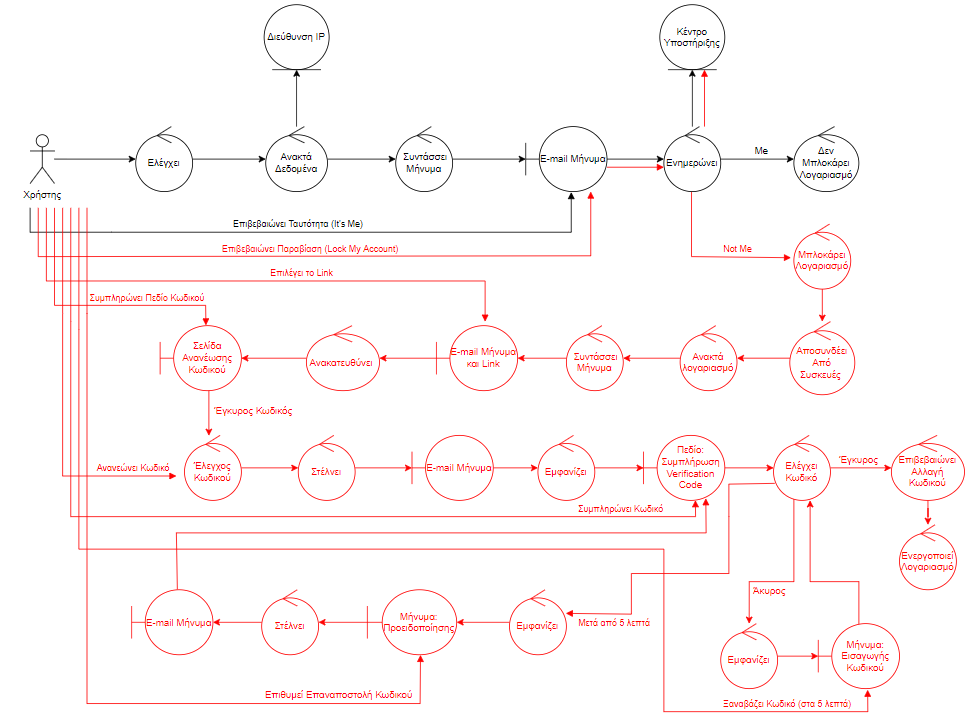 Διεύθυνση IP
Κέντρο
Υποστήριξης
Χρήστης
Ελέγχει
Ανακτά
Δεδομένα
Συντάσσει
Μήνυμα
E-mail Μήνυμα
Ενημερώνει
Me
Δεν
Μπλοκάρει
Λογαριασμό
Επιβεβαιώνει Ταυτότητα (It's Me)
Επιβεβαιώνει Παραβίαση (Lock My Account)
Not Me
Μπλοκάρει
Λογαριασμό
Επιλέγει το Link
Συμπληρώνει Πεδίο Κωδικού
Σελίδα
Ανανέωσης
Κωδικού
Ανακατευθύνει
E-mail Μήνυμα
και Link
Συντάσσει
Μήνυμα
Ανακτά
λογαριασμό
Αποσυνδέει
Από
Συσκευές
Έγκυρος Κωδικός
Ανανεώνει Κωδικό
Έλεγχος
Κωδικού
Στέλνει
E-mail Μήνυμα
Εμφανίζει
Πεδίο:
Συμπλήρωση
Verification
Code
Ελέγχει
Κωδικό
Έγκυρος
Επιβεβαιώνει
Αλλαγή
Κωδικού
Συμπληρώνει Κωδικό
Ενεργοποιεί
Λογαριασμό
Άκυρος
E-mail Μήνυμα
Στέλνει
Μήνυμα:
Προειδοποίησης
Εμφανίζει
Μετά από 5 λεπτά
Εμφανίζει
Μήνυμα:
Εισαγωγής
Κωδικού
Επιθυμεί Επαναποστολή Κωδικού
Ξαναβάζει Κωδικό (στα 5 λεπτά)